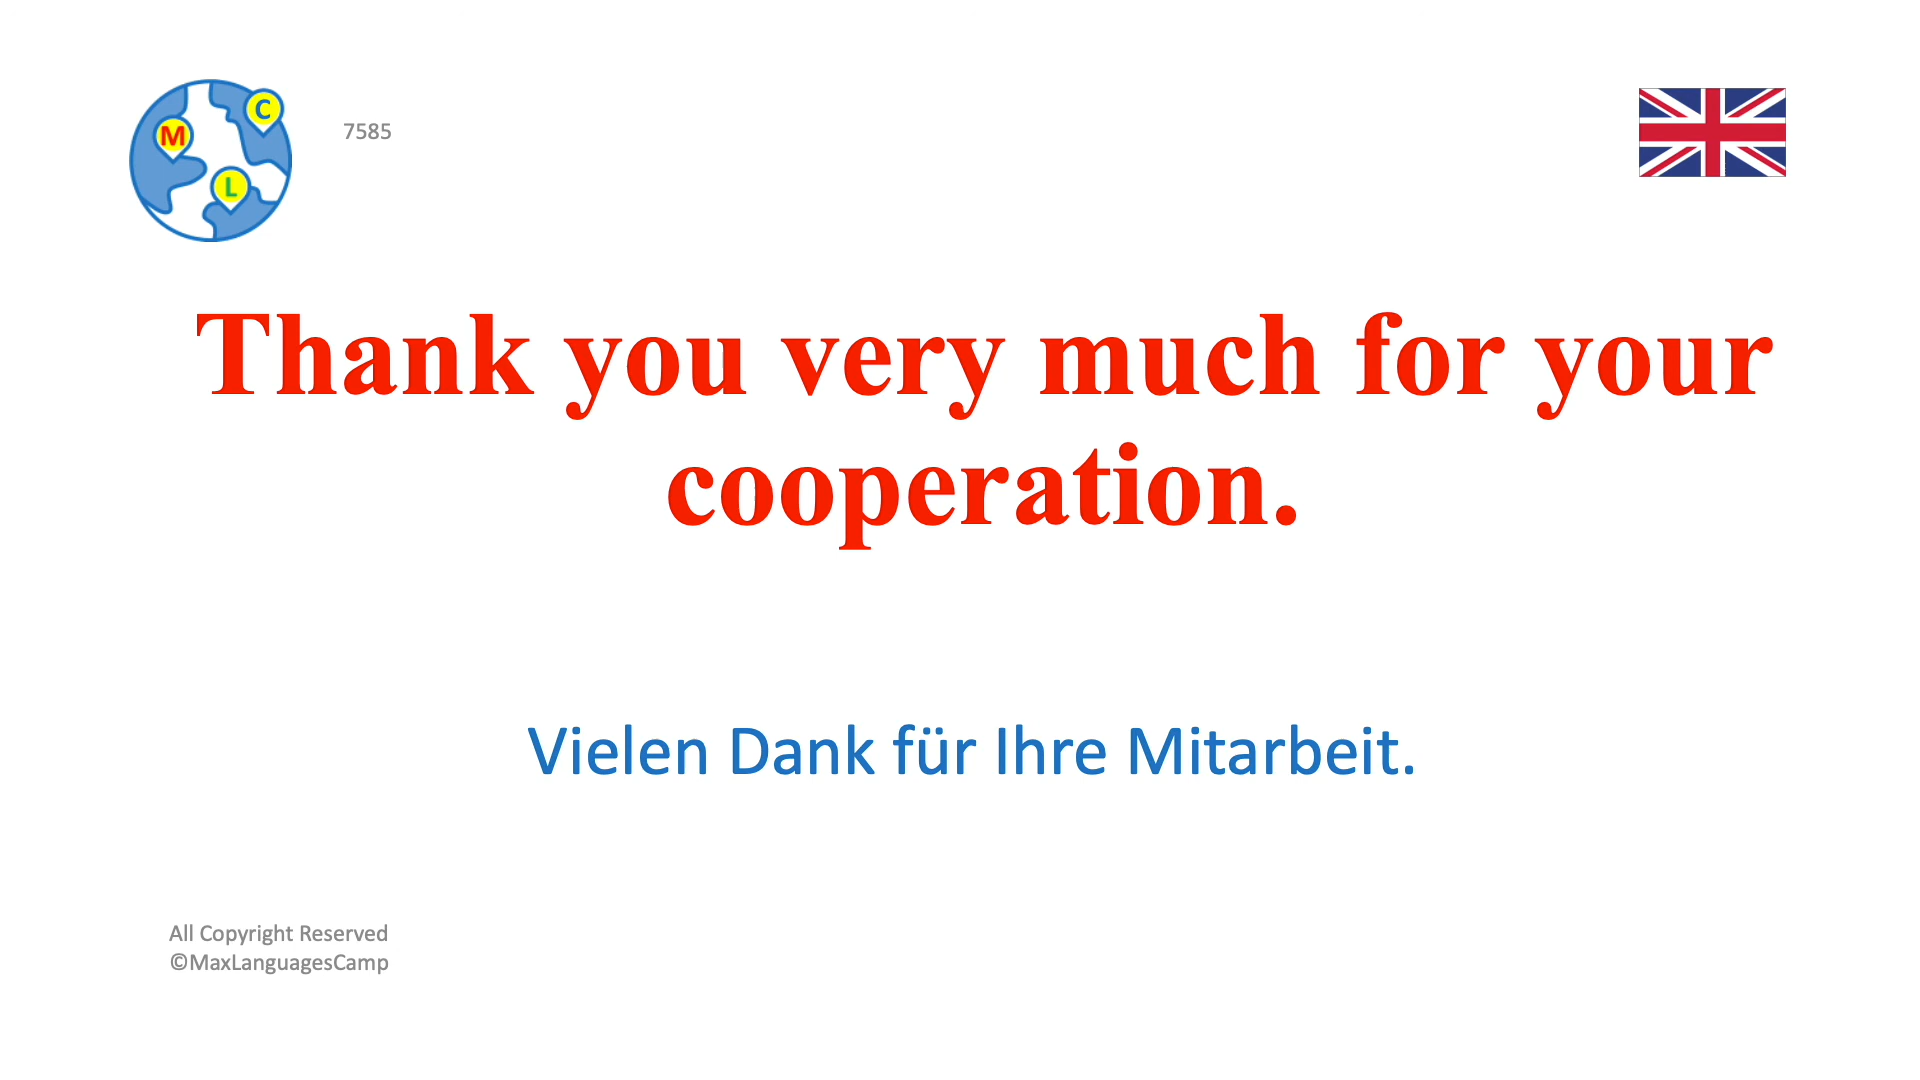 M
C
L
7585
Thank you very much for your
cooperation.
Vielen Dank für Ihre Mitarbeit.
All Copyright Reserved
©MaxLanguagesCamp